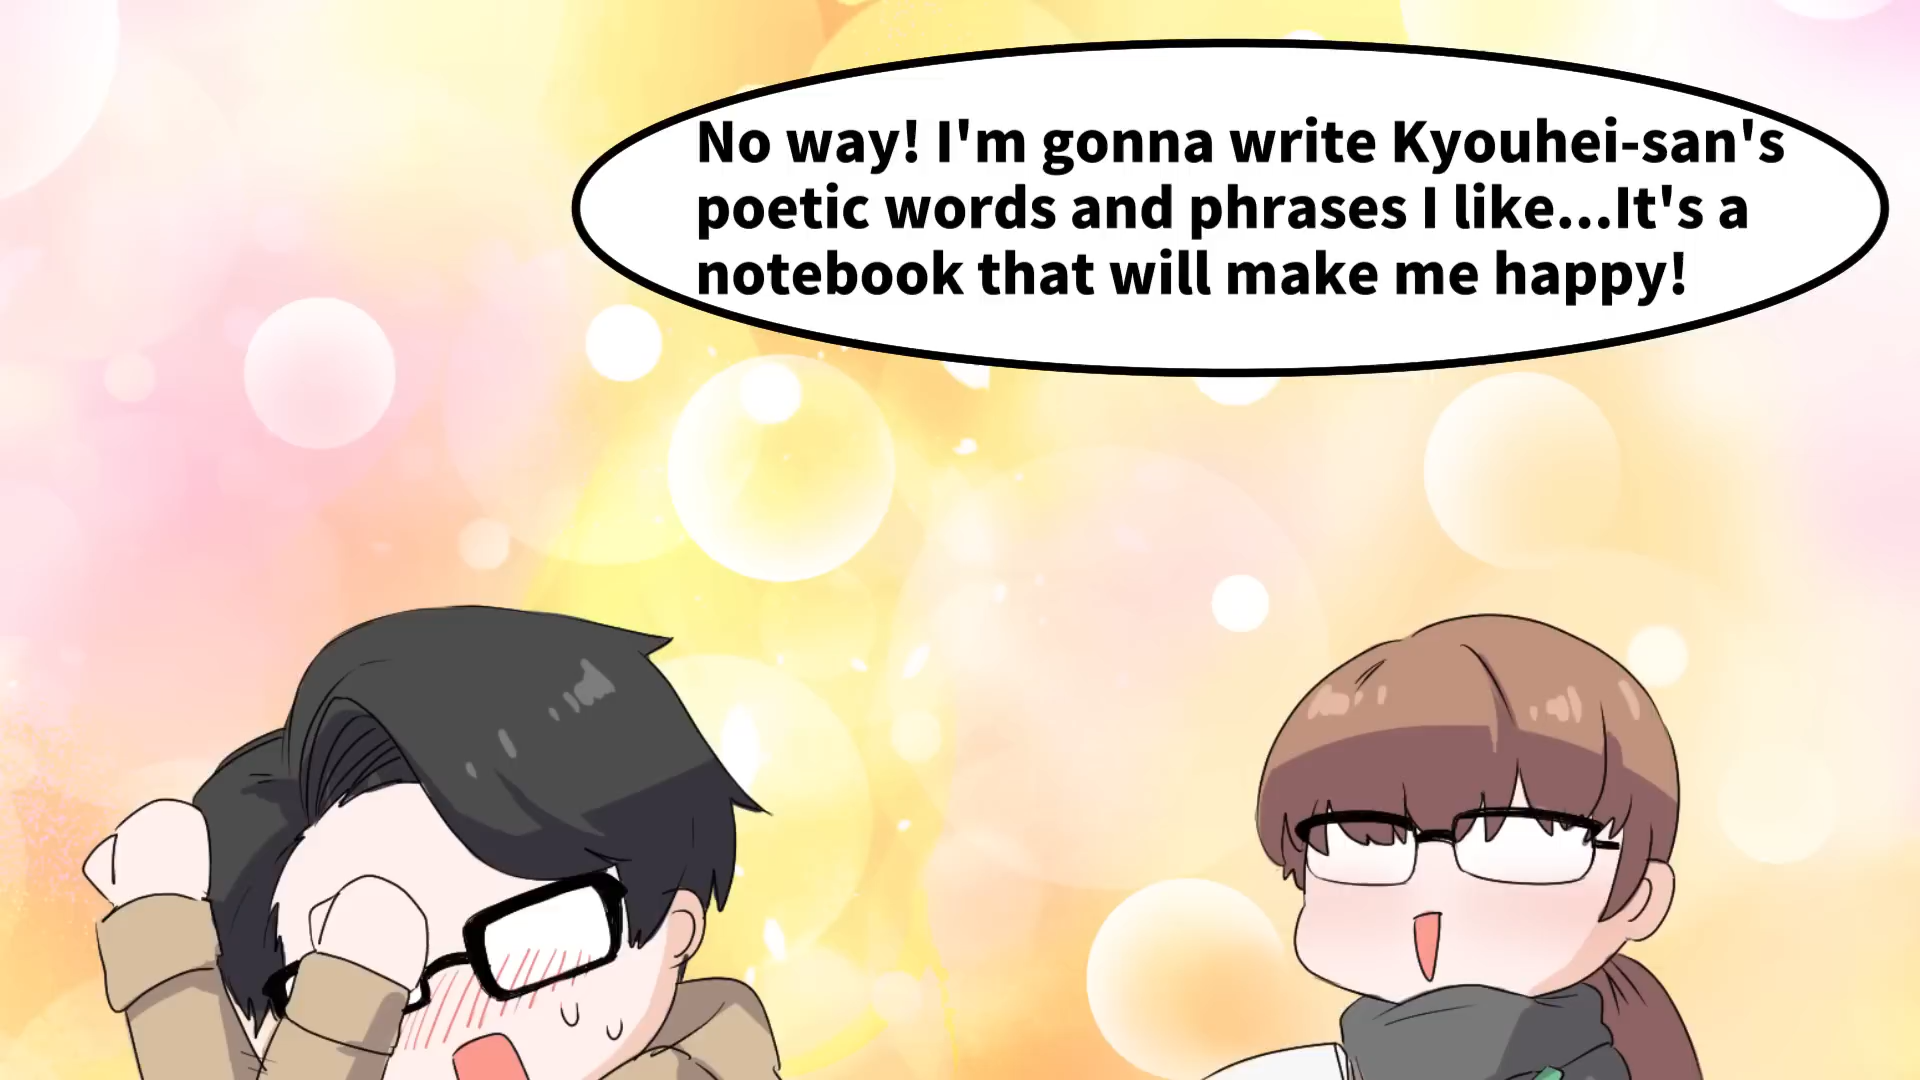 No way! I'm gonna write Kyouhei-san's
poetic words and phrases I like...It's a
notebook that will make me happy!